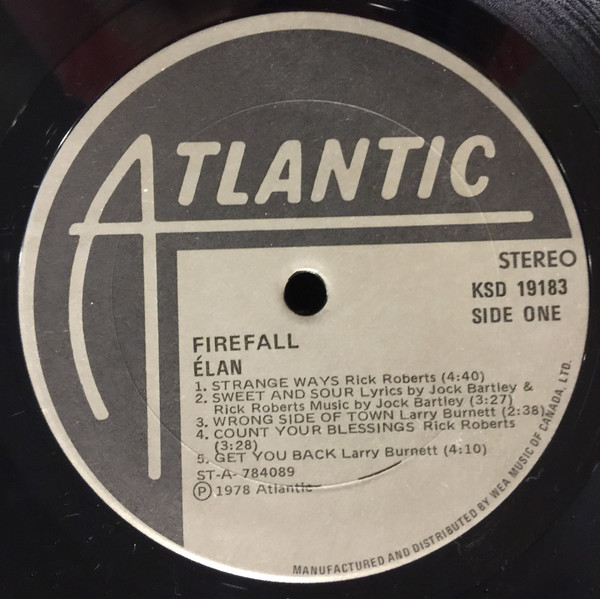 ATLANTIC
STEREO
KSD 19183
SIDE ONE
FIREFALL
ÉLAN
1. STRANGE WAYS Rick Roberts (4:40)
2. SWEET AND SOUR Lyrics by Jock Bartley &
Rick Roberts Music by Jock Bartley (3:27)
3. WRONG SIDE OF TOWN Larry Burnett (2:38)
4. COUNT YOUR BLESSINGS Rick Roberts
(3:28)
5. GET YOU BACK Larry Burnett (4:10)
ST-A- 784089
Ⓟ 1978 Atlantic
MANUFACTURED AND DISTRIBUTED BY WEA MUSIC OF CANADA, LTD.